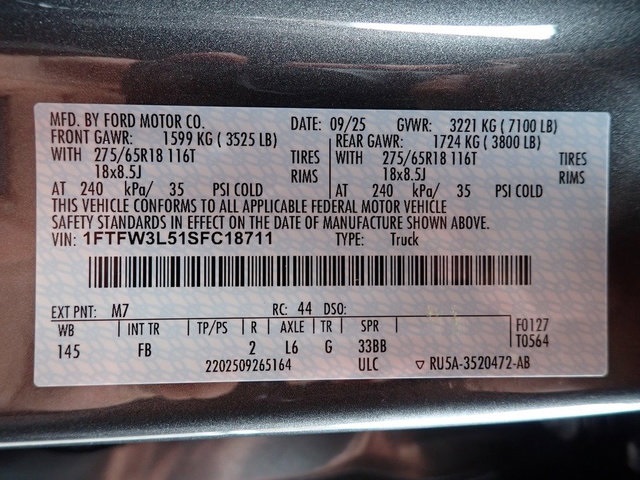 MFD. BY FORD MOTOR CO. DATE: 09/25 GVWR: 3221 KG ( 7100 LB)
FRONT GAWR: 1599 KG ( 3525 LB) REAR GAWR: 1724 KG ( 3800 LB)
WITH 275/65R18 116T TIRES WITH 275/65R18 116T TIRES
18x8.5J RIMS 18x8.5J RIMS
AT 240 kPa/ 35 PSI COLD AT 240 kPa/ 35 PSI COLD
THIS VEHICLE CONFORMS TO ALL APPLICABLE FEDERAL MOTOR VEHICLE
SAFETY STANDARDS IN EFFECT ON THE DATE OF MANUFACTURE SHOWN ABOVE.
VIN: 1FTFW3L51SFC18711 TYPE: Truck
EXT PNT: M7 RC: 44 DSO:
WB INT TR TP/PS R AXLE TR SPR F0127
145 FB 2 L6 G 33BB T0564
2202509265164 ULC ▽ RU5A-3520472-AB